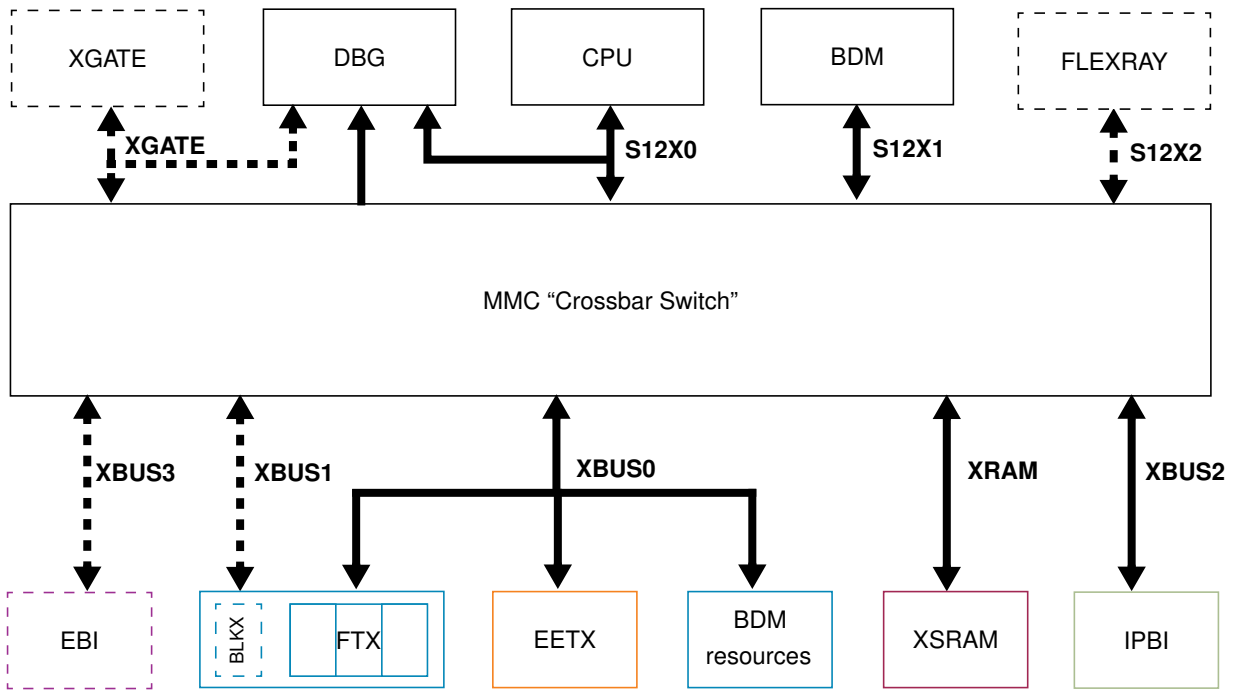 XGATE
DBG
CPU
BDM
FLEXRAY
XGATE
S12X0
S12X1
S12X2
MMC “Crossbar Switch”
XBUS3
XBUS1
XBUS0
XRAM
XBUS2
EBI
BLKX
FTX
EETX
BDM
resources
XSRAM
IPBI